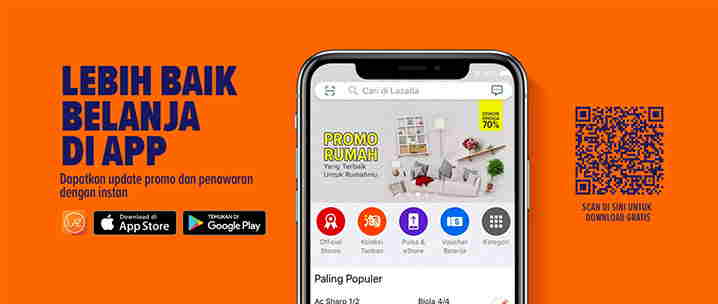 LEBIH BAIK
BELANJA
DI APP
Dapatkan update promo dan penawaran
dengan instan
Download di
App Store
TEMUKAN DI
Google Play
Cari di Lazada
DISKON
HINGGA
70%
PROMO
RUMAH
Yang Terbaik
Untuk Rumahmu
Official
Stores
Koleksi
Taobao
Pulsa &
eStore
Voucher
Belanja
Kategori
Paling Populer
Ac Sharp 1/2
Biola 4/4
SCAN DI SINI UNTUK
DOWNLOAD GRATIS